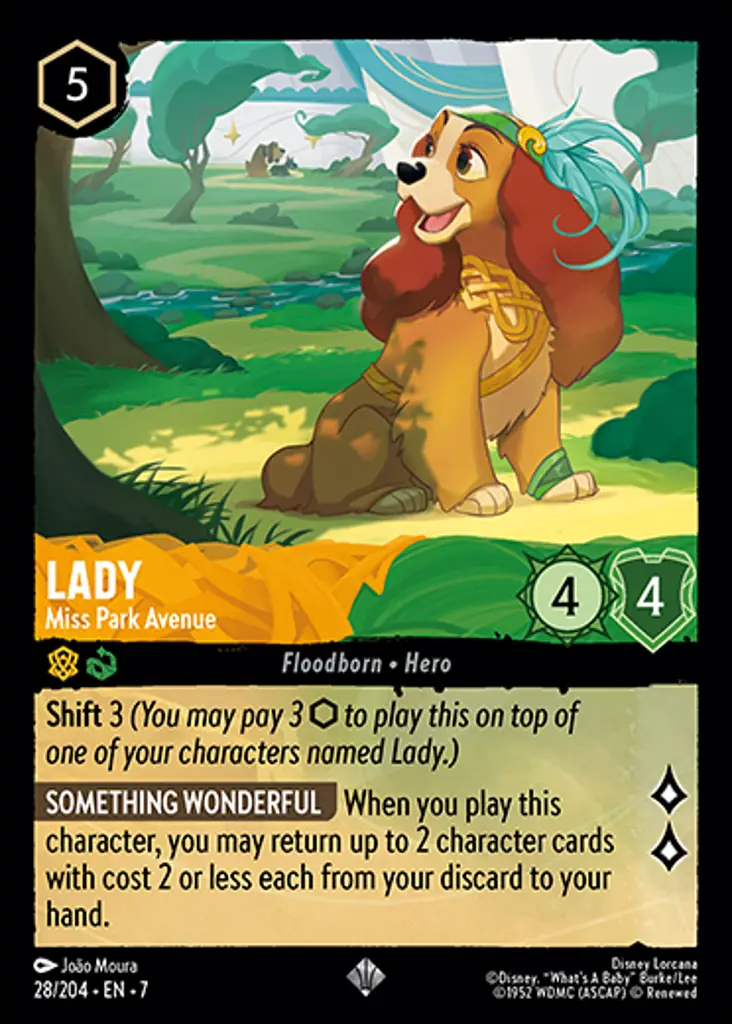 5
LADY
Miss Park Avenue
4
4
Floodborn • Hero
Shift 3 (You may pay 3 ⬡ to play this on top of
one of your characters named Lady.)
SOMETHING WONDERFUL When you play this
character, you may return up to 2 character cards
with cost 2 or less each from your discard to your
hand.
João Moura
28/204 • EN • 7
Disney Lorcana
©Disney. "What's A Baby" Burke/Lee
©1952 WDMC (ASCAP) © Renewed